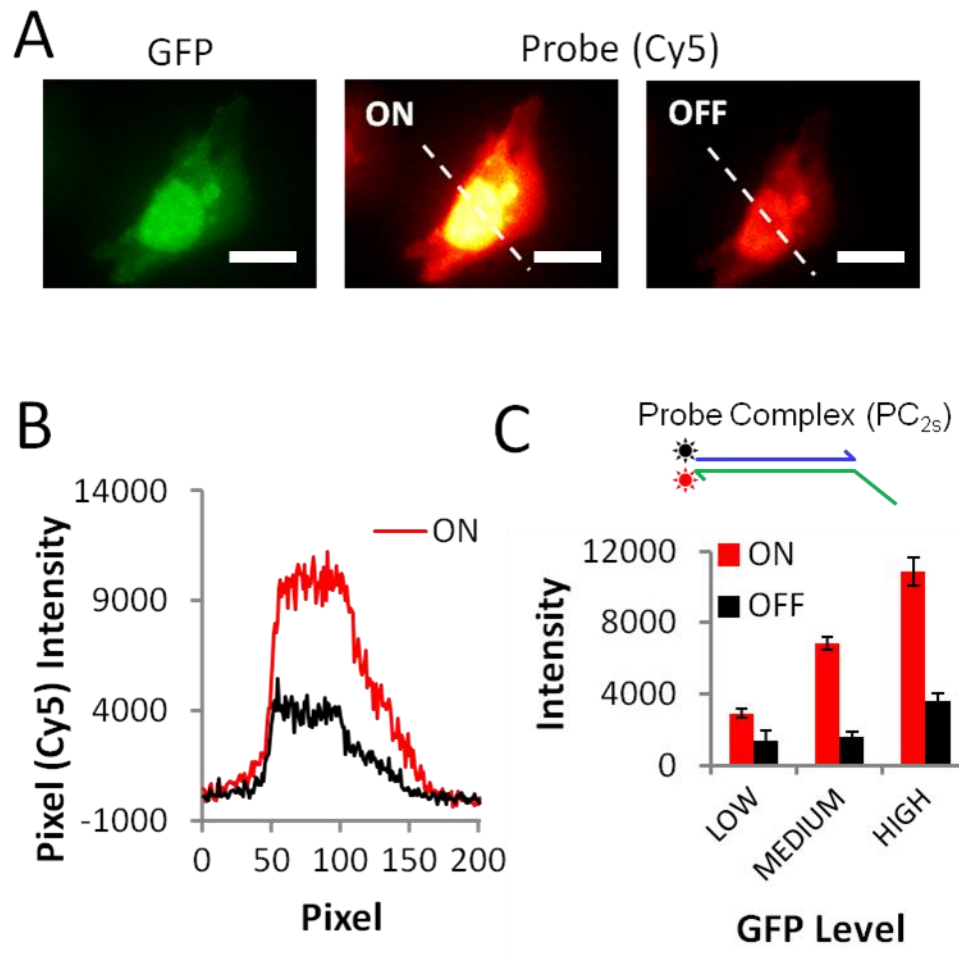 A
GFP
Probe (Cy5)
ON
OFF
B
Pixel (Cy5) Intensity
14000
9000
4000
-1000
ON
0 50 100 150 200
Pixel
C
Probe Complex (PC2s)
Intensity
12000
8000
4000
0
ON
OFF
LOW
MEDIUM
HIGH
GFP Level